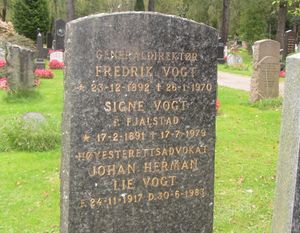 GENERALDIREKTØR
FREDRIK VOGT
* 23-12-1892 † 26-1-1970
SIGNE VOGT
F. FJALSTAD
* 17-2-1891 † 17-7-1979
HØYESTERETTSADVOKAT
JOHAN HERMAN
LIE VOGT
F. 24-11-1917 D. 30-6-1983